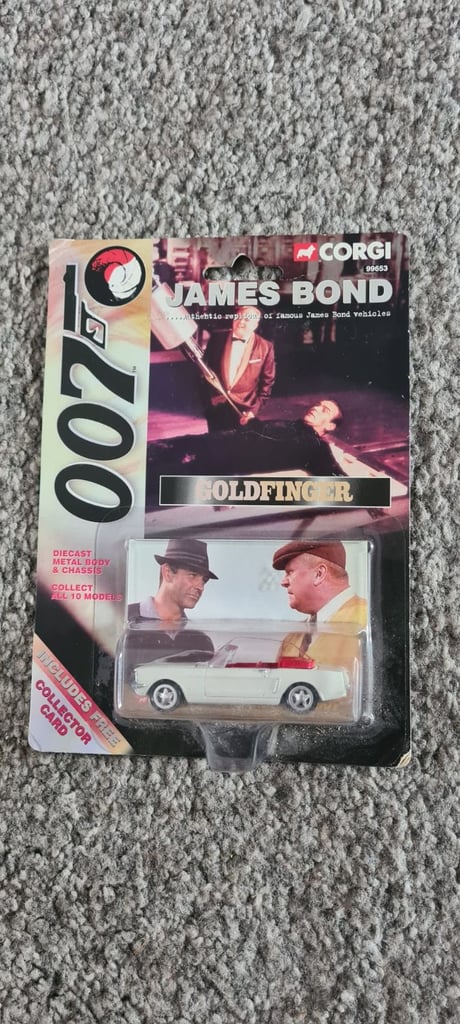 CORGI
99653
JAMES BOND
....authentic replicas of famous James Bond vehicles
007
TM
GOLDFINGER
DIECAST
METAL BODY
& CHASSIS
COLLECT
ALL 10 MODELS
INCLUDES FREE
COLLECTOR
CARD